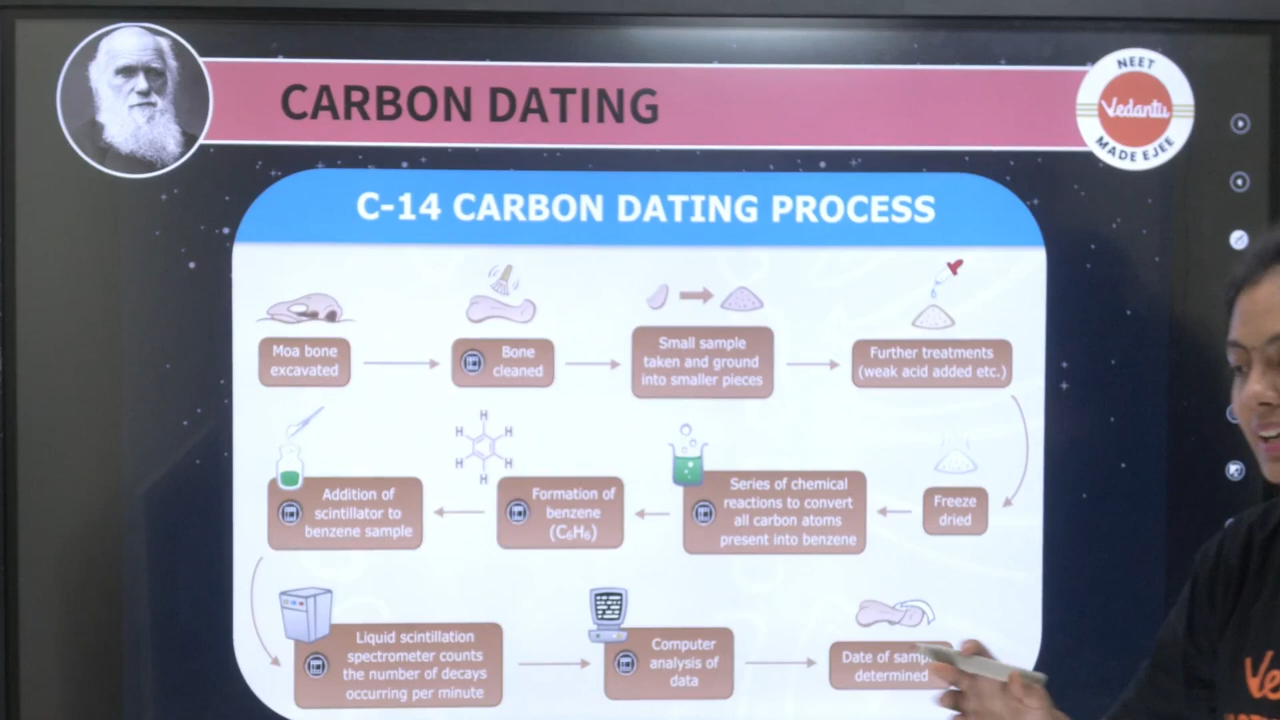 CARBON DATING
NEET
Vedantu
MADE EJEE
C-14 CARBON DATING PROCESS
Moa bone
excavated
Bone
cleaned
Small sample
taken and ground
into smaller pieces
Further treatments
(weak acid added etc.)
Freeze
dried
Series of chemical
reactions to convert
all carbon atoms
present into benzene
H
H
H
H
H
H
Formation of
benzene
(C₆H₆)
Addition of
scintillator to
benzene sample
Liquid scintillation
spectrometer counts
the number of decays
occurring per minute
Computer
analysis of
data
Date of
determined